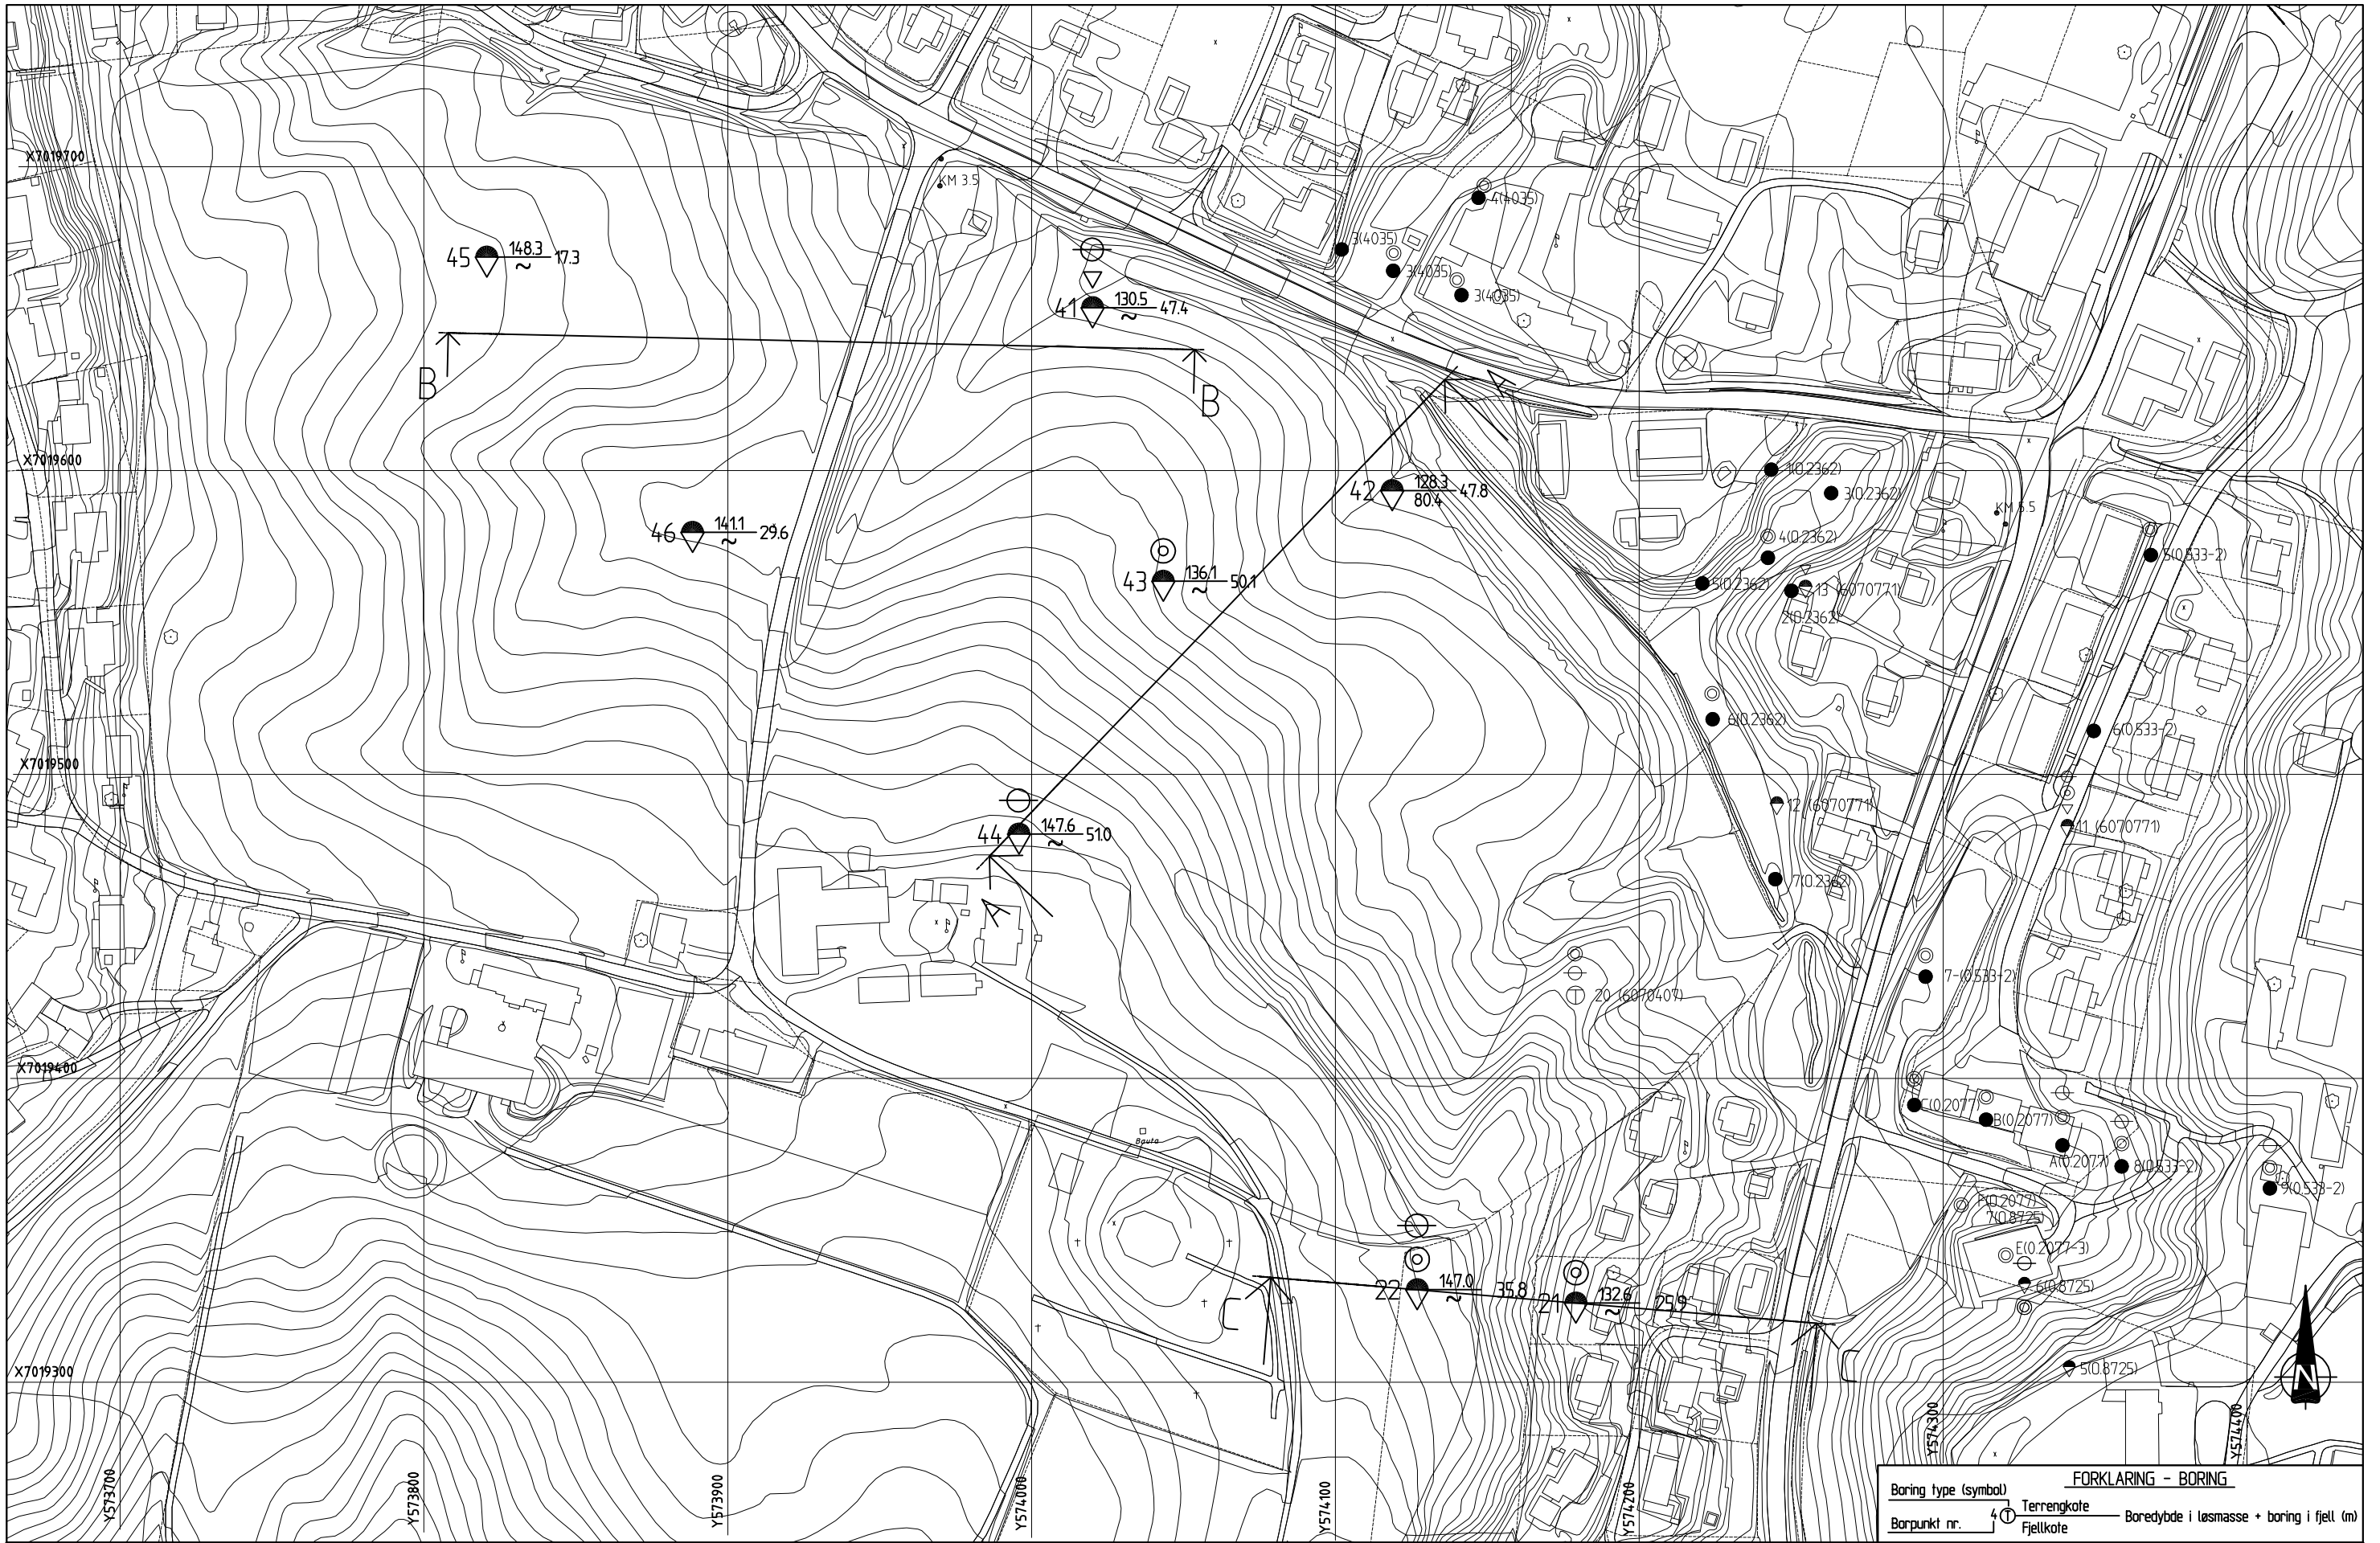 X7019700
KM 3.5
4(4035)
3(4035)
3(4035)
3(4035)
45 148.3 ~ 17.3
41 130.5 ~ 47.4
B
B
A
X7019600
1(0.2362)
3(0.2362)
42 128.3 80.4 47.8
KM 5.5
46 141.1 ~ 29.6
4(0.2362)
5(0.533-2)
43 136.1 ~ 50.1
5(0.2362)
13 (6070771)
2(0.2362)
6(0.2362)
6(0.533-2)
X7019500
12 (6070771)
11 (6070771)
44 147.6 ~ 51.0
7(0.2362)
A
7-(0.533-2)
20 (6070407)
X7019400
C(0.2077)
B(0.2077)
Bauta
A(0.2077)
8(0.533-2)
9(0.533-2)
F(0.2077)
7(0.8725)
E(0.2077-3)
22 147.0 ~ 35.8
21 132.6 ~ 25.9
6(0.8725)
C
C
X7019300
5(0.8725)
N
Y573700
Y573800
Y573900
Y574000
Y574100
Y574200
Y574300
Y574400
FORKLARING - BORING
Boring type (symbol)
Borpunkt nr.
4 T
Terrengkote
Fjellkote
Boredybde i løsmasse + boring i fjell (m)